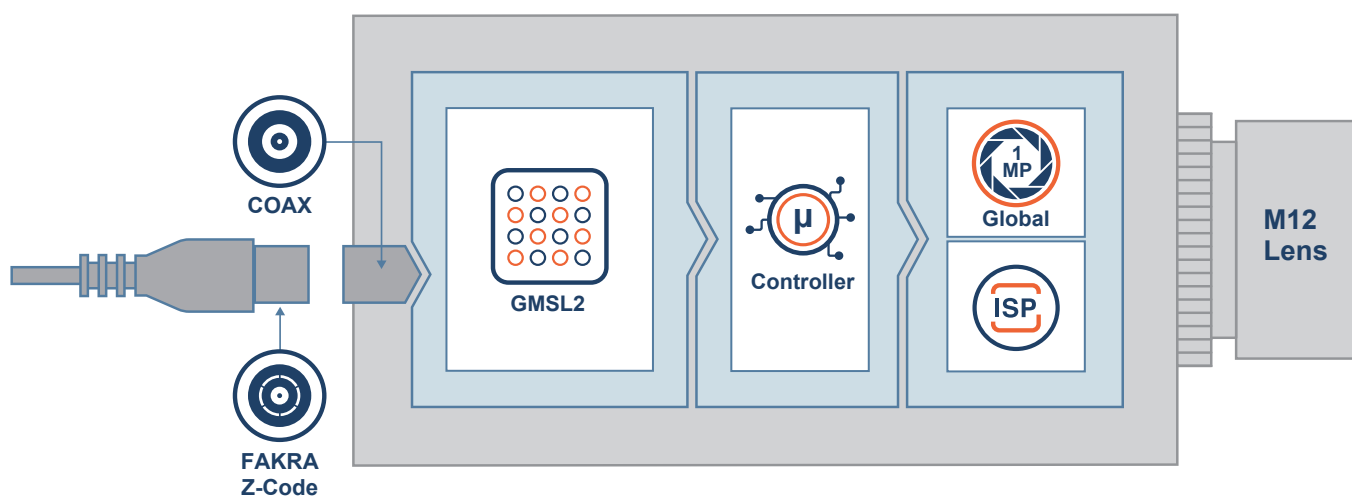 COAX
FAKRA
Z-Code
GMSL2
µ
Controller
1
MP
Global
ISP
M12
Lens